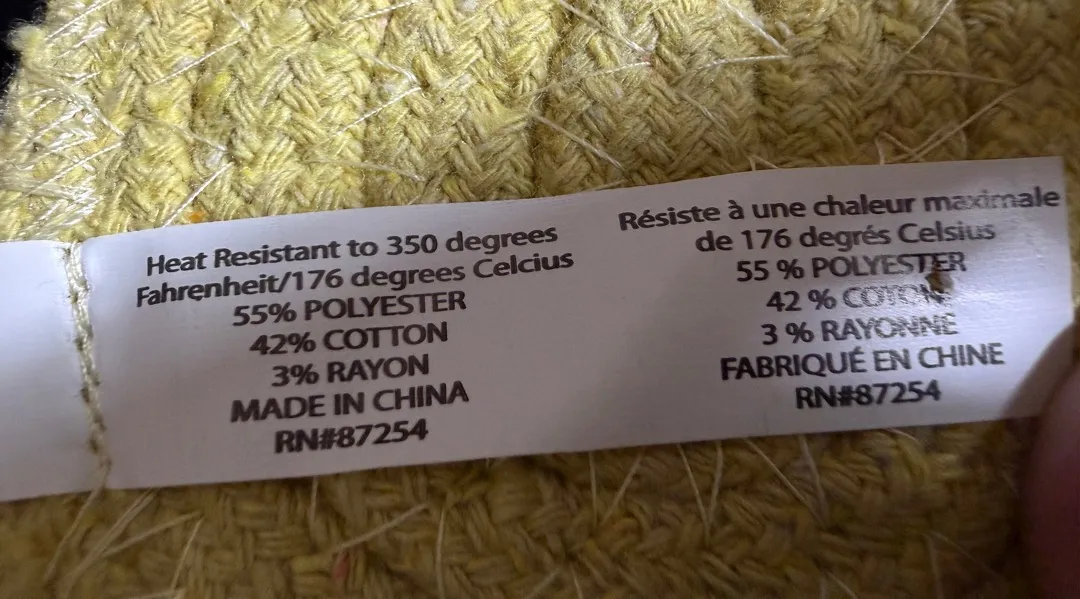 Heat Resistant to 350 degrees
Fahrenheit/176 degrees Celcius
55% POLYESTER
42% COTTON
3% RAYON
MADE IN CHINA
RN#87254
Résiste à une chaleur maximale
de 176 degrés Celsius
55 % POLYESTER
42 % COTON
3 % RAYONNE
FABRIQUÉ EN CHINE
RN#87254